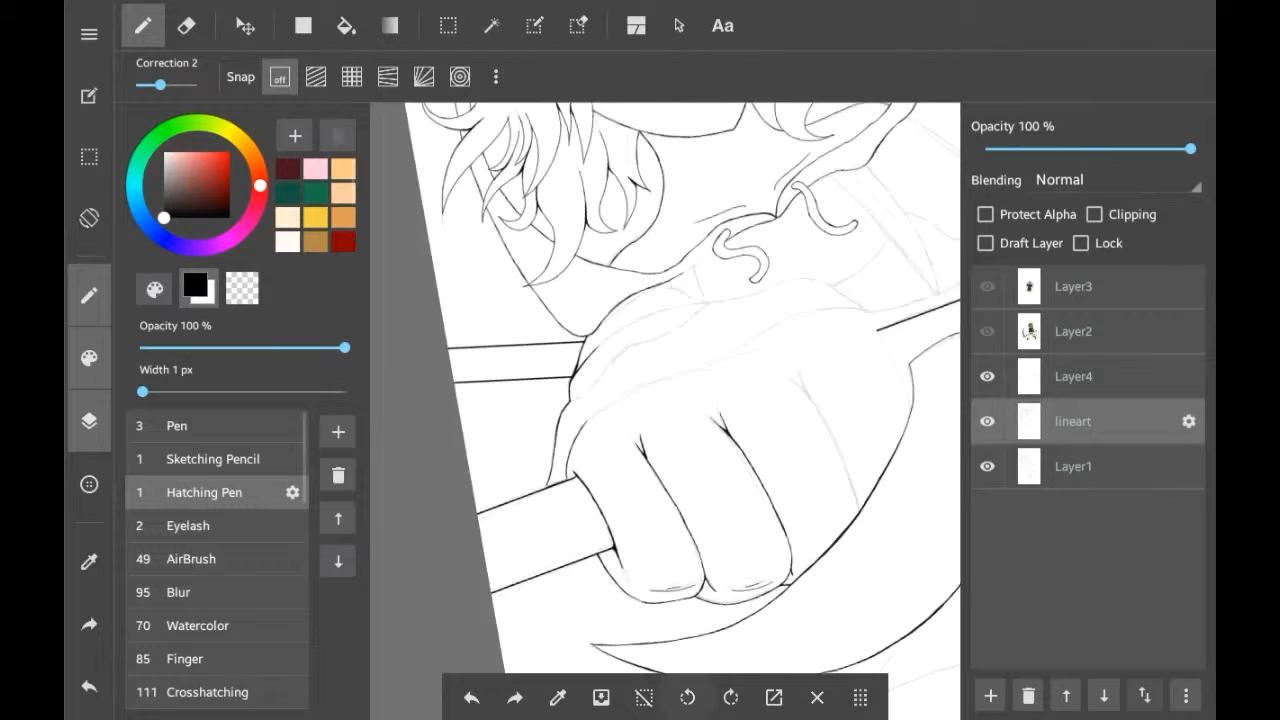 Aa
Correction 2
Snap
off
Opacity 100 %
Width 1 px
3 Pen
1 Sketching Pencil
1 Hatching Pen
2 Eyelash
49 AirBrush
95 Blur
70 Watercolor
85 Finger
111 Crosshatching
Opacity 100 %
Blending Normal
Protect Alpha Clipping
Draft Layer Lock
Layer3
Layer2
Layer4
lineart
Layer1